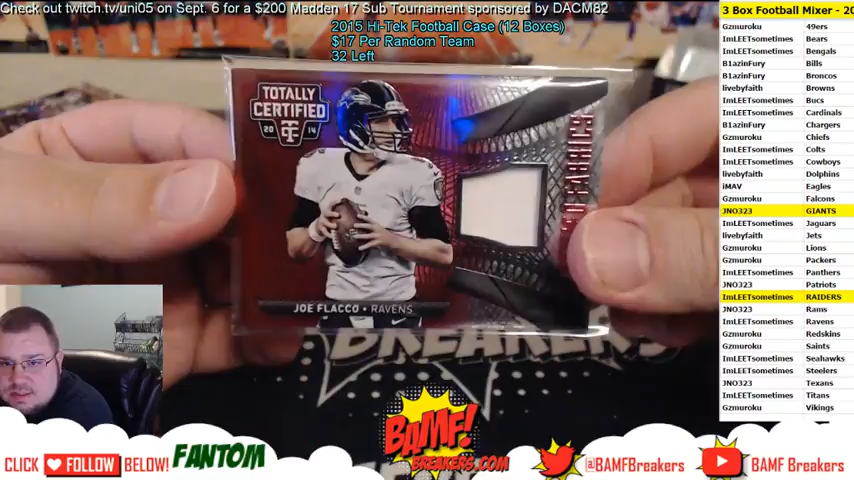 Check out twitch.tv/uni05 on Sept. 6 for a $200 Madden 17 Sub Tournament sponsored by DACM82
2015 Hi-Tek Football Case (12 Boxes)
$17 Per Random Team
32 Left
TOTALLY
CERTIFIED
20 TC 14
JOE FLACCO • RAVENS
BREAKERS
3 Box Football Mixer - 20
Gzmuroku 49ers
ImLEETsometimes Bears
ImLEETsometimes Bengals
B1azinFury Bills
B1azinFury Broncos
livebyfaith Browns
ImLEETsometimes Bucs
ImLEETsometimes Cardinals
B1azinFury Chargers
Gzmuroku Chiefs
ImLEETsometimes Colts
ImLEETsometimes Cowboys
livebyfaith Dolphins
iMAV Eagles
Gzmuroku Falcons
JNO323 GIANTS
ImLEETsometimes Jaguars
livebyfaith Jets
Gzmuroku Lions
Gzmuroku Packers
ImLEETsometimes Panthers
JNO323 Patriots
ImLEETsometimes RAIDERS
JNO323 Rams
ImLEETsometimes Ravens
Gzmuroku Redskins
Gzmuroku Saints
ImLEETsometimes Seahawks
ImLEETsometimes Steelers
JNO323 Texans
ImLEETsometimes Titans
Gzmuroku Vikings
CLICK FOLLOW BELOW!
FANTOM
BAMF!
BREAKERS.COM
@BAMFBreakers
YouTube BAMF Breakers